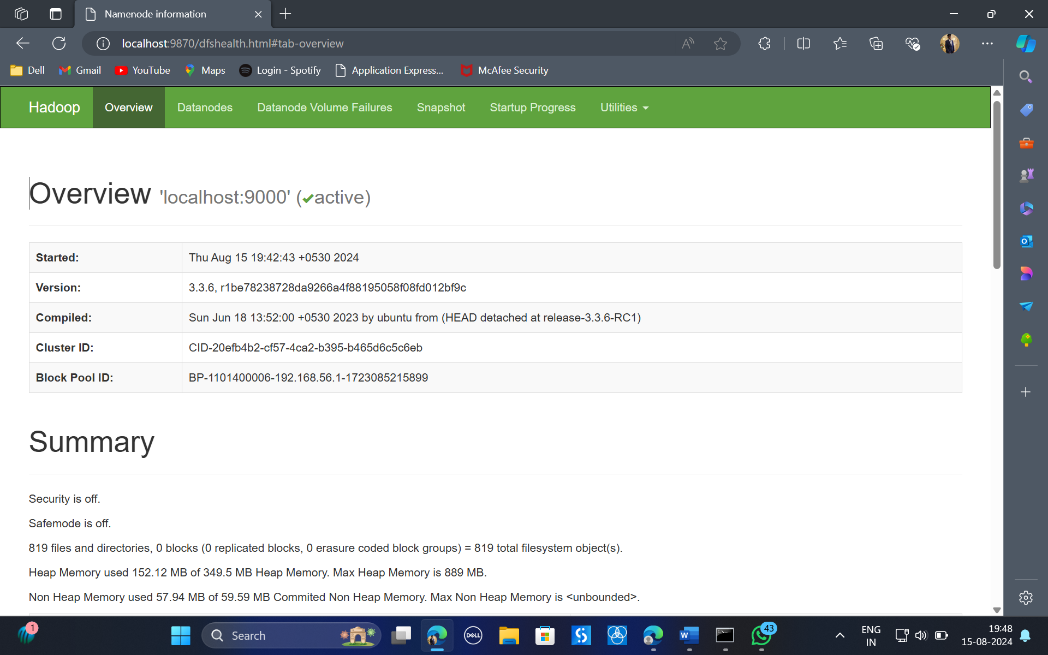 Namenode information
localhost:9870/dfshealth.html#tab-overview
Dell Gmail YouTube Maps Login - Spotify Application Express... McAfee Security
Hadoop Overview Datanodes Datanode Volume Failures Snapshot Startup Progress Utilities
Overview 'localhost:9000' (✔active)
Started: Thu Aug 15 19:42:43 +0530 2024
Version: 3.3.6, r1be78238728da9266a4f88195058f08fd012bf9c
Compiled: Sun Jun 18 13:52:00 +0530 2023 by ubuntu from (HEAD detached at release-3.3.6-RC1)
Cluster ID: CID-20efb4b2-cf57-4ca2-b395-b465d6c5c6eb
Block Pool ID: BP-1101400006-192.168.56.1-1723085215899
Summary
Security is off.
Safemode is off.
819 files and directories, 0 blocks (0 replicated blocks, 0 erasure coded block groups) = 819 total filesystem object(s).
Heap Memory used 152.12 MB of 349.5 MB Heap Memory. Max Heap Memory is 889 MB.
Non Heap Memory used 57.94 MB of 59.59 MB Commited Non Heap Memory. Max Non Heap Memory is <unbounded>.
1
Search
DELL
43
ENG
IN
19:48
15-08-2024